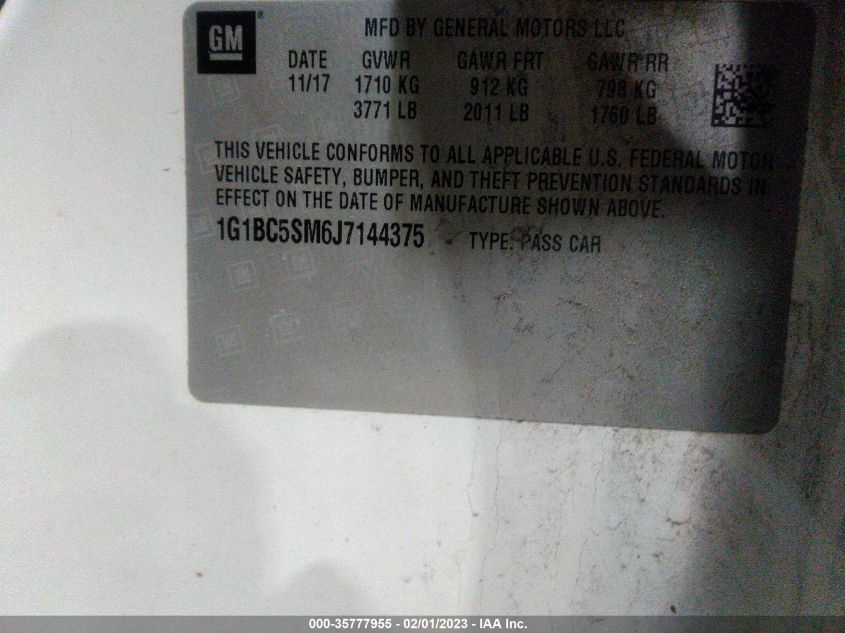 GM®
MFD BY GENERAL MOTORS LLC
DATE GVWR GAWR FRT GAWR RR
11/17 1710 KG 912 KG 798 KG
3771 LB 2011 LB 1760 LB
THIS VEHICLE CONFORMS TO ALL APPLICABLE U.S. FEDERAL MOTOR
VEHICLE SAFETY, BUMPER, AND THEFT PREVENTION STANDARDS IN
EFFECT ON THE DATE OF MANUFACTURE SHOWN ABOVE.
1G1BC5SM6J7144375 TYPE: PASS CAR
000-35777955 - 02/01/2023 - IAA Inc.